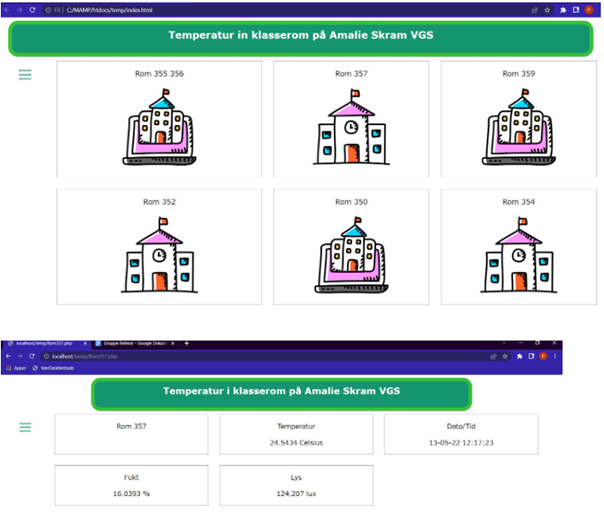 Fil C:/MAMP/htdocs/temp/index.html
Temperatur in klasserom på Amalie Skram VGS
Rom 355 356
Rom 357
Rom 359
Rom 352
Rom 350
Rom 354
localhost/temp/Rom357.php
Gruppe
- Google
localhost/temp/Rom357.php
Apper
VærDataNettside
Temperatur i klasserom på Amalie Skram VGS
Rom 357
Temperatur
24.5434 Celsius
Dato/Tid
13-05-22 12:17:23
Fukt
16.0393 %
Lys
124.207 lux